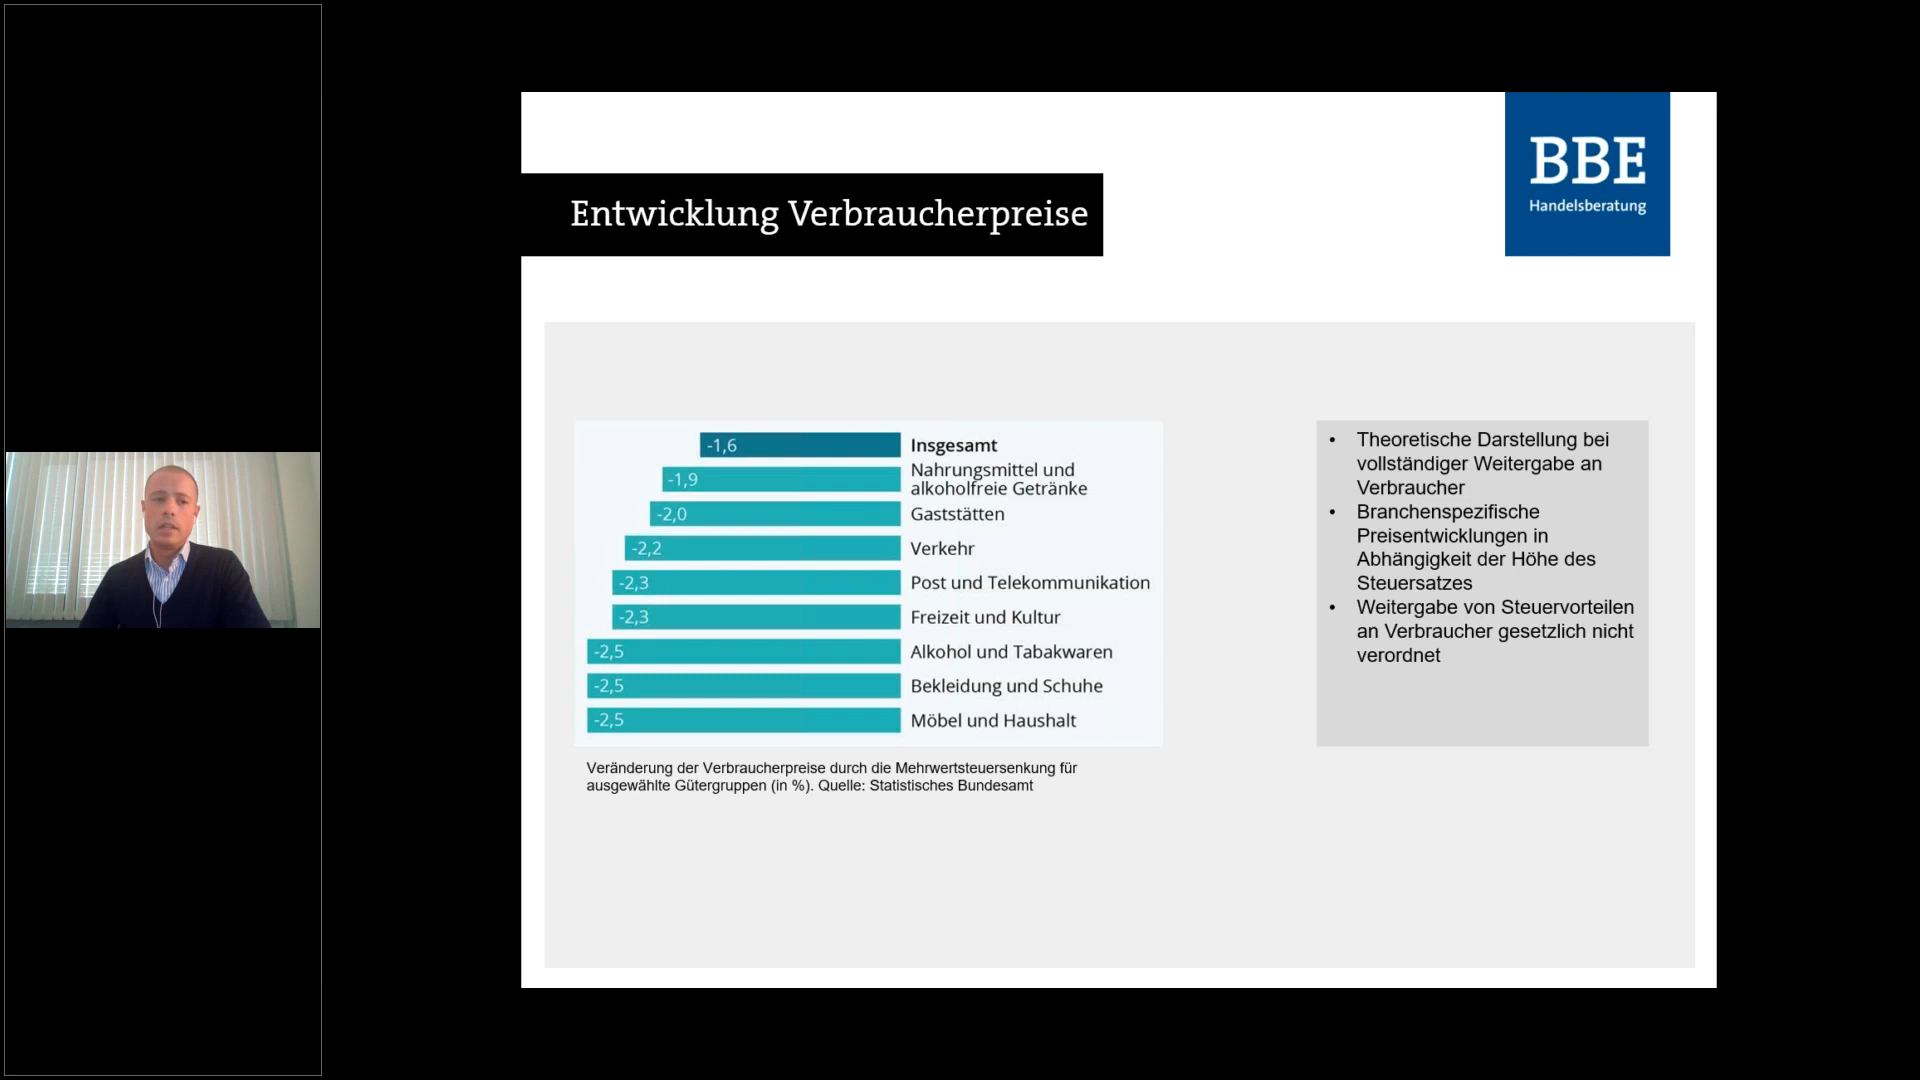 BBE
Handelsberatung
Entwicklung Verbraucherpreise
-1,6 Insgesamt
-1,9 Nahrungsmittel und
alkoholfreie Getränke
-2,0 Gaststätten
-2,2 Verkehr
-2,3 Post und Telekommunikation
-2,3 Freizeit und Kultur
-2,5 Alkohol und Tabakwaren
-2,5 Bekleidung und Schuhe
-2,5 Möbel und Haushalt
Veränderung der Verbraucherpreise durch die Mehrwertsteuersenkung für
ausgewählte Gütergruppen (in %). Quelle: Statistisches Bundesamt
• Theoretische Darstellung bei
vollständiger Weitergabe an
Verbraucher
• Branchenspezifische
Preisentwicklungen in
Abhängigkeit der Höhe des
Steuersatzes
• Weitergabe von Steuervorteilen
an Verbraucher gesetzlich nicht
verordnet